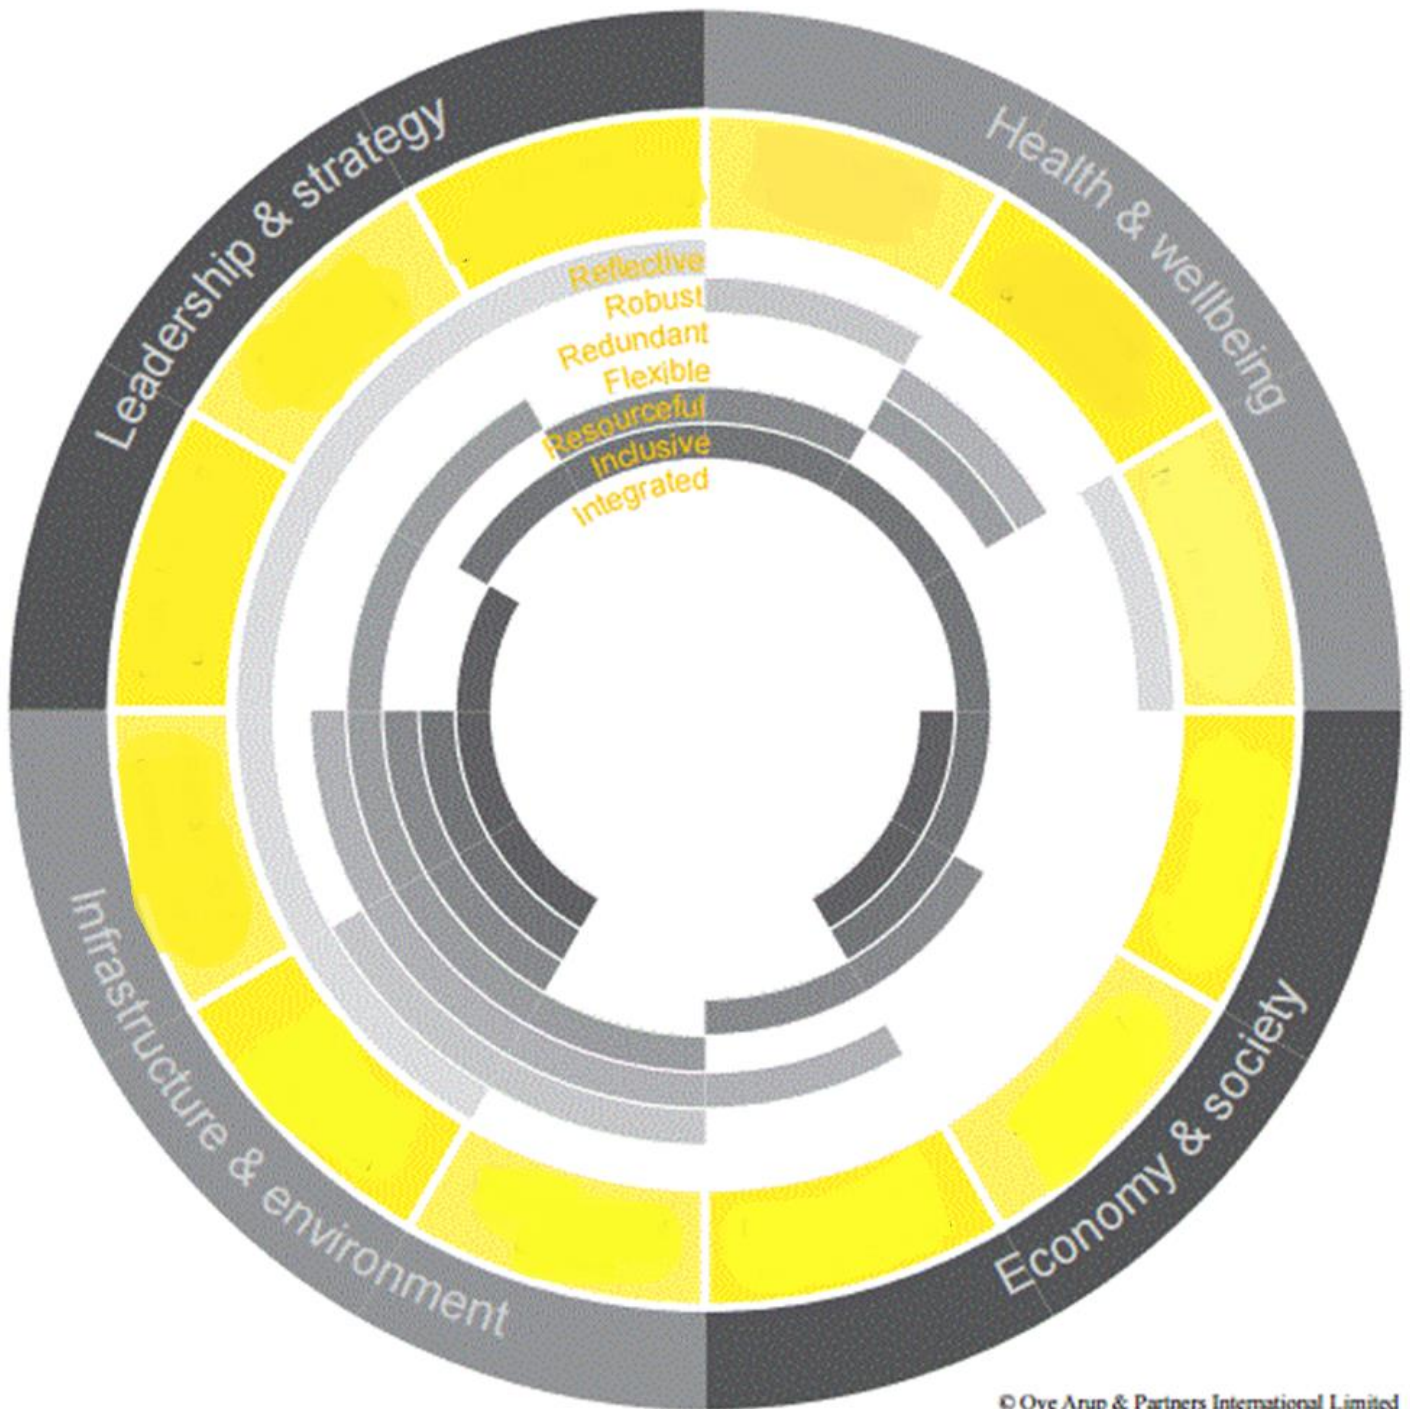 Leadership & strategy
Health & wellbeing
Reflective
Robust
Redundant
Flexible
Resourceful
Inclusive
Integrated
Infrastructure & environment
Economy & society
© Ove Arup & Partners International Limited